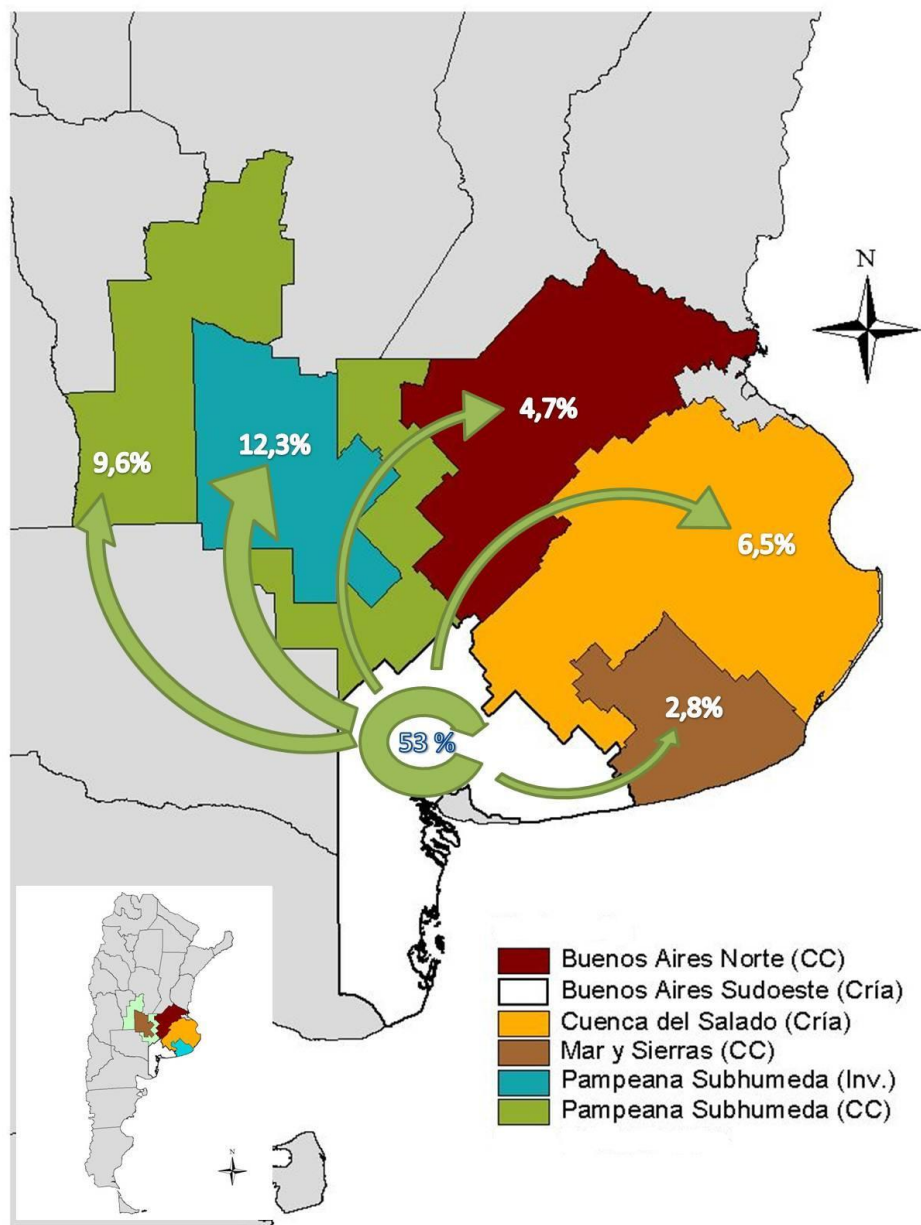 N
4,7%
12,3%
9,6%
6,5%
2,8%
53 %
Buenos Aires Norte (CC)
Buenos Aires Sudoeste (Cría)
Cuenca del Salado (Cría)
Mar y Sierras (CC)
Pampeana Subhumeda (Inv.)
Pampeana Subhumeda (CC)